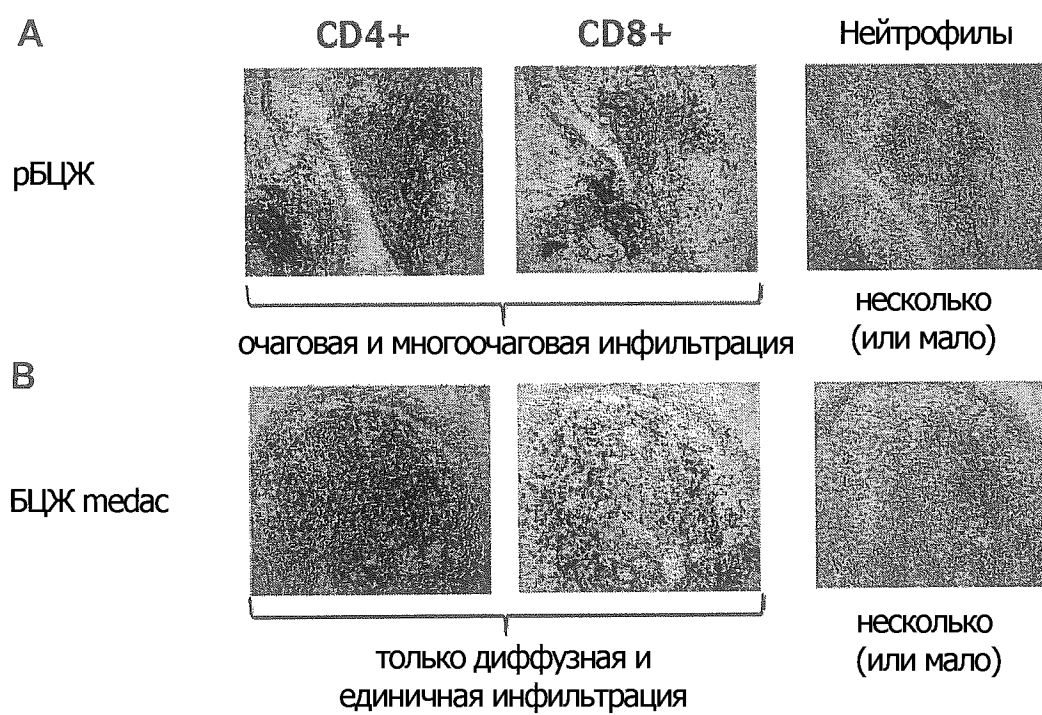 A
CD4+ CD8+ Нейтрофилы
рБЦЖ
очаговая и многоочаговая инфильтрация
несколько
(или мало)
B
БЦЖ medac
только диффузная и
единичная инфильтрация
несколько
(или мало)